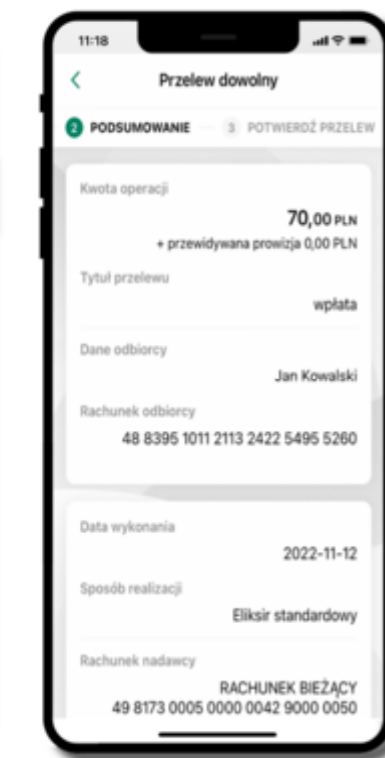 11:18
Przelew dowolny
2 PODSUMOWANIE 3 POTWIERDŹ PRZELEW
Kwota operacji
70,00 PLN
+ przewidywana prowizja 0,00 PLN
Tytuł przelewu
wpłata
Dane odbiorcy
Jan Kowalski
Rachunek odbiorcy
48 8395 1011 2113 2422 5495 5260
Data wykonania
2022-11-12
Sposób realizacji
Eliksir standardowy
Rachunek nadawcy
RACHUNEK BIEŻĄCY
49 8173 0005 0000 0042 9000 0050